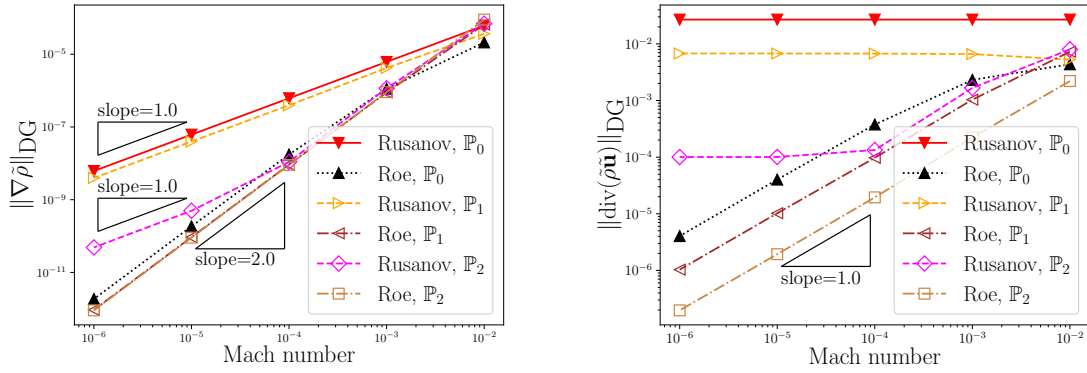 ‖∇ρ̃‖DG
10⁻⁵
10⁻⁷
10⁻⁹
10⁻¹¹
slope=1.0
slope=1.0
slope=2.0
Rusanov, ℙ₀
Roe, ℙ₀
Rusanov, ℙ₁
Roe, ℙ₁
Rusanov, ℙ₂
Roe, ℙ₂
10⁻⁶ 10⁻⁵ 10⁻⁴ 10⁻³ 10⁻²
Mach number
‖div(ρ̃ũ)‖DG
10⁻²
10⁻³
10⁻⁴
10⁻⁵
10⁻⁶
slope=1.0
Rusanov, ℙ₀
Roe, ℙ₀
Rusanov, ℙ₁
Roe, ℙ₁
Rusanov, ℙ₂
Roe, ℙ₂
10⁻⁶ 10⁻⁵ 10⁻⁴ 10⁻³ 10⁻²
Mach number